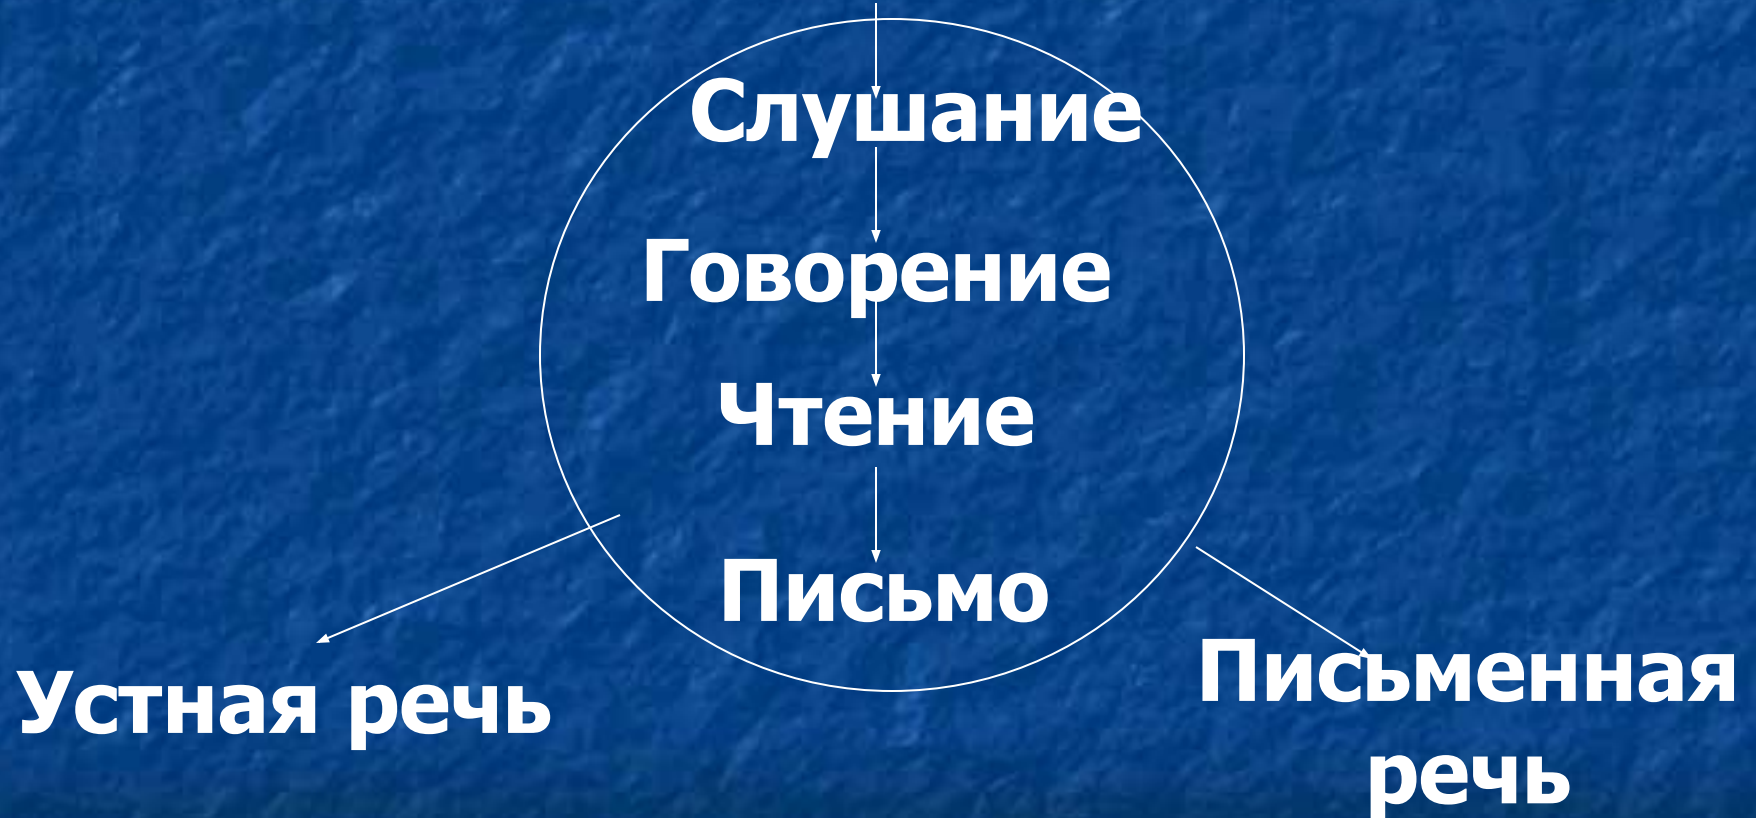 Слушание
Говорение
Чтение
Письмо
Устная речь
Письменная
речь